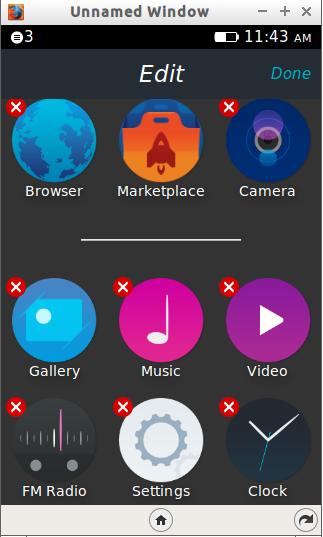 Unnamed Window
3 11:43 AM
Edit Done
Browser Marketplace Camera
Gallery Music Video
FM Radio Settings Clock